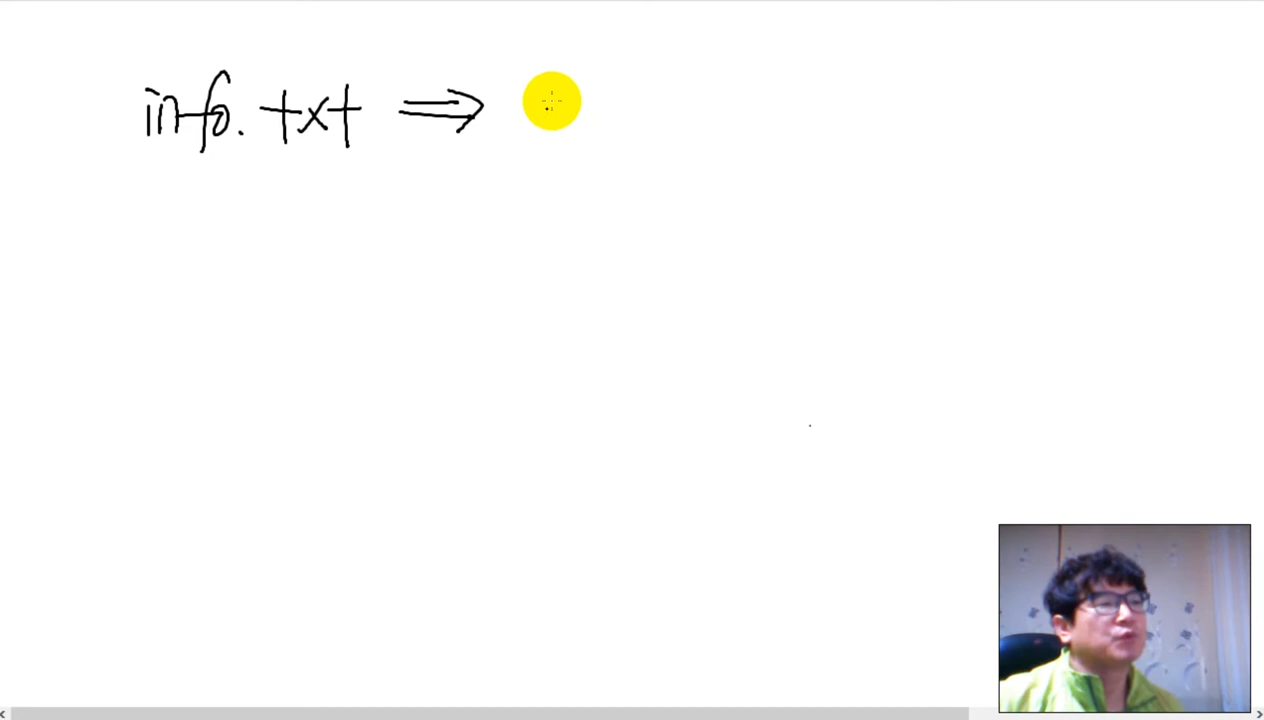 info. txt ⇒